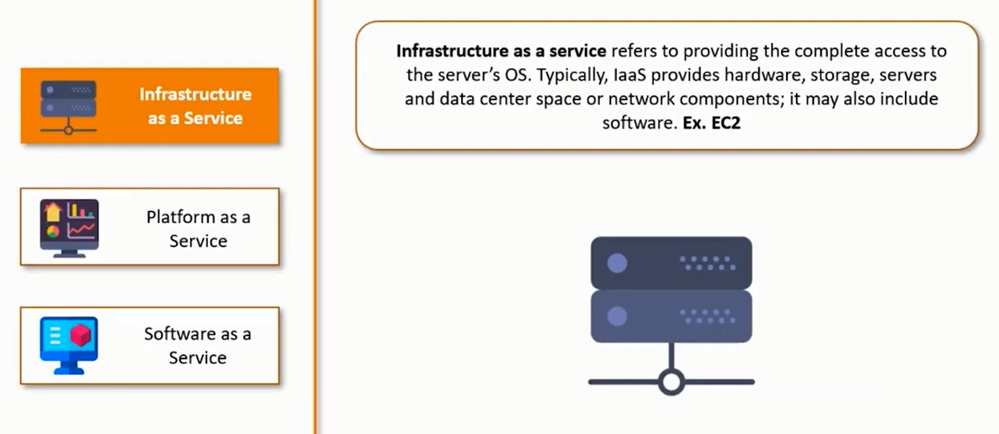 Infrastructure
as a Service
Platform as a
Service
Software as a
Service
Infrastructure as a service refers to providing the complete access to
the server’s OS. Typically, IaaS provides hardware, storage, servers
and data center space or network components; it may also include
software. Ex. EC2